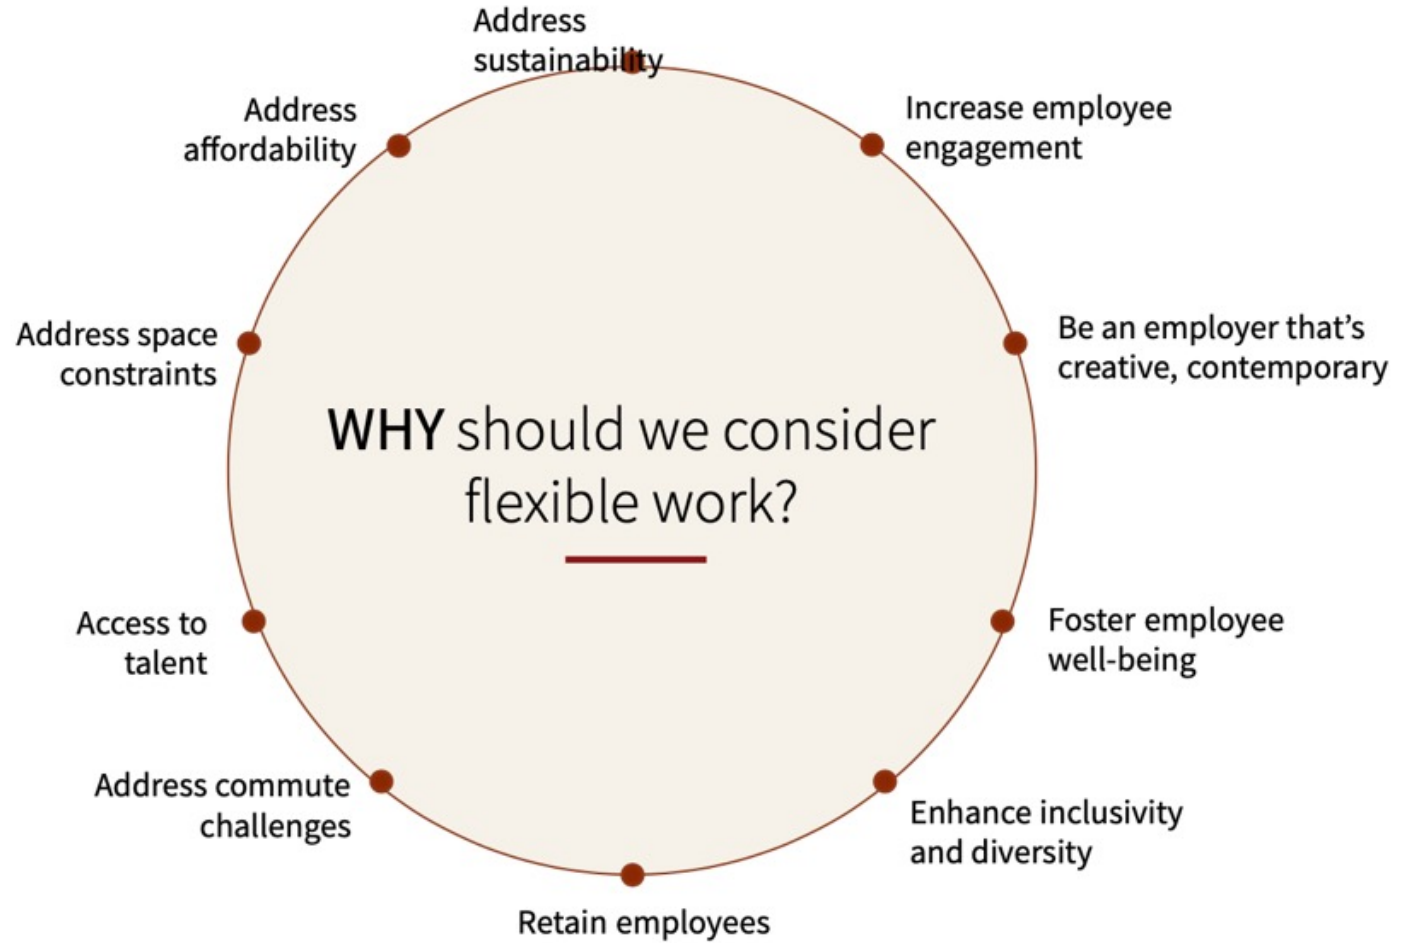 Address
sustainability
Increase employee
engagement
Be an employer that’s
creative, contemporary
Foster employee
well-being
Enhance inclusivity
and diversity
Retain employees
Address commute
challenges
Access to
talent
Address space
constraints
Address
affordability
WHY should we consider
flexible work?